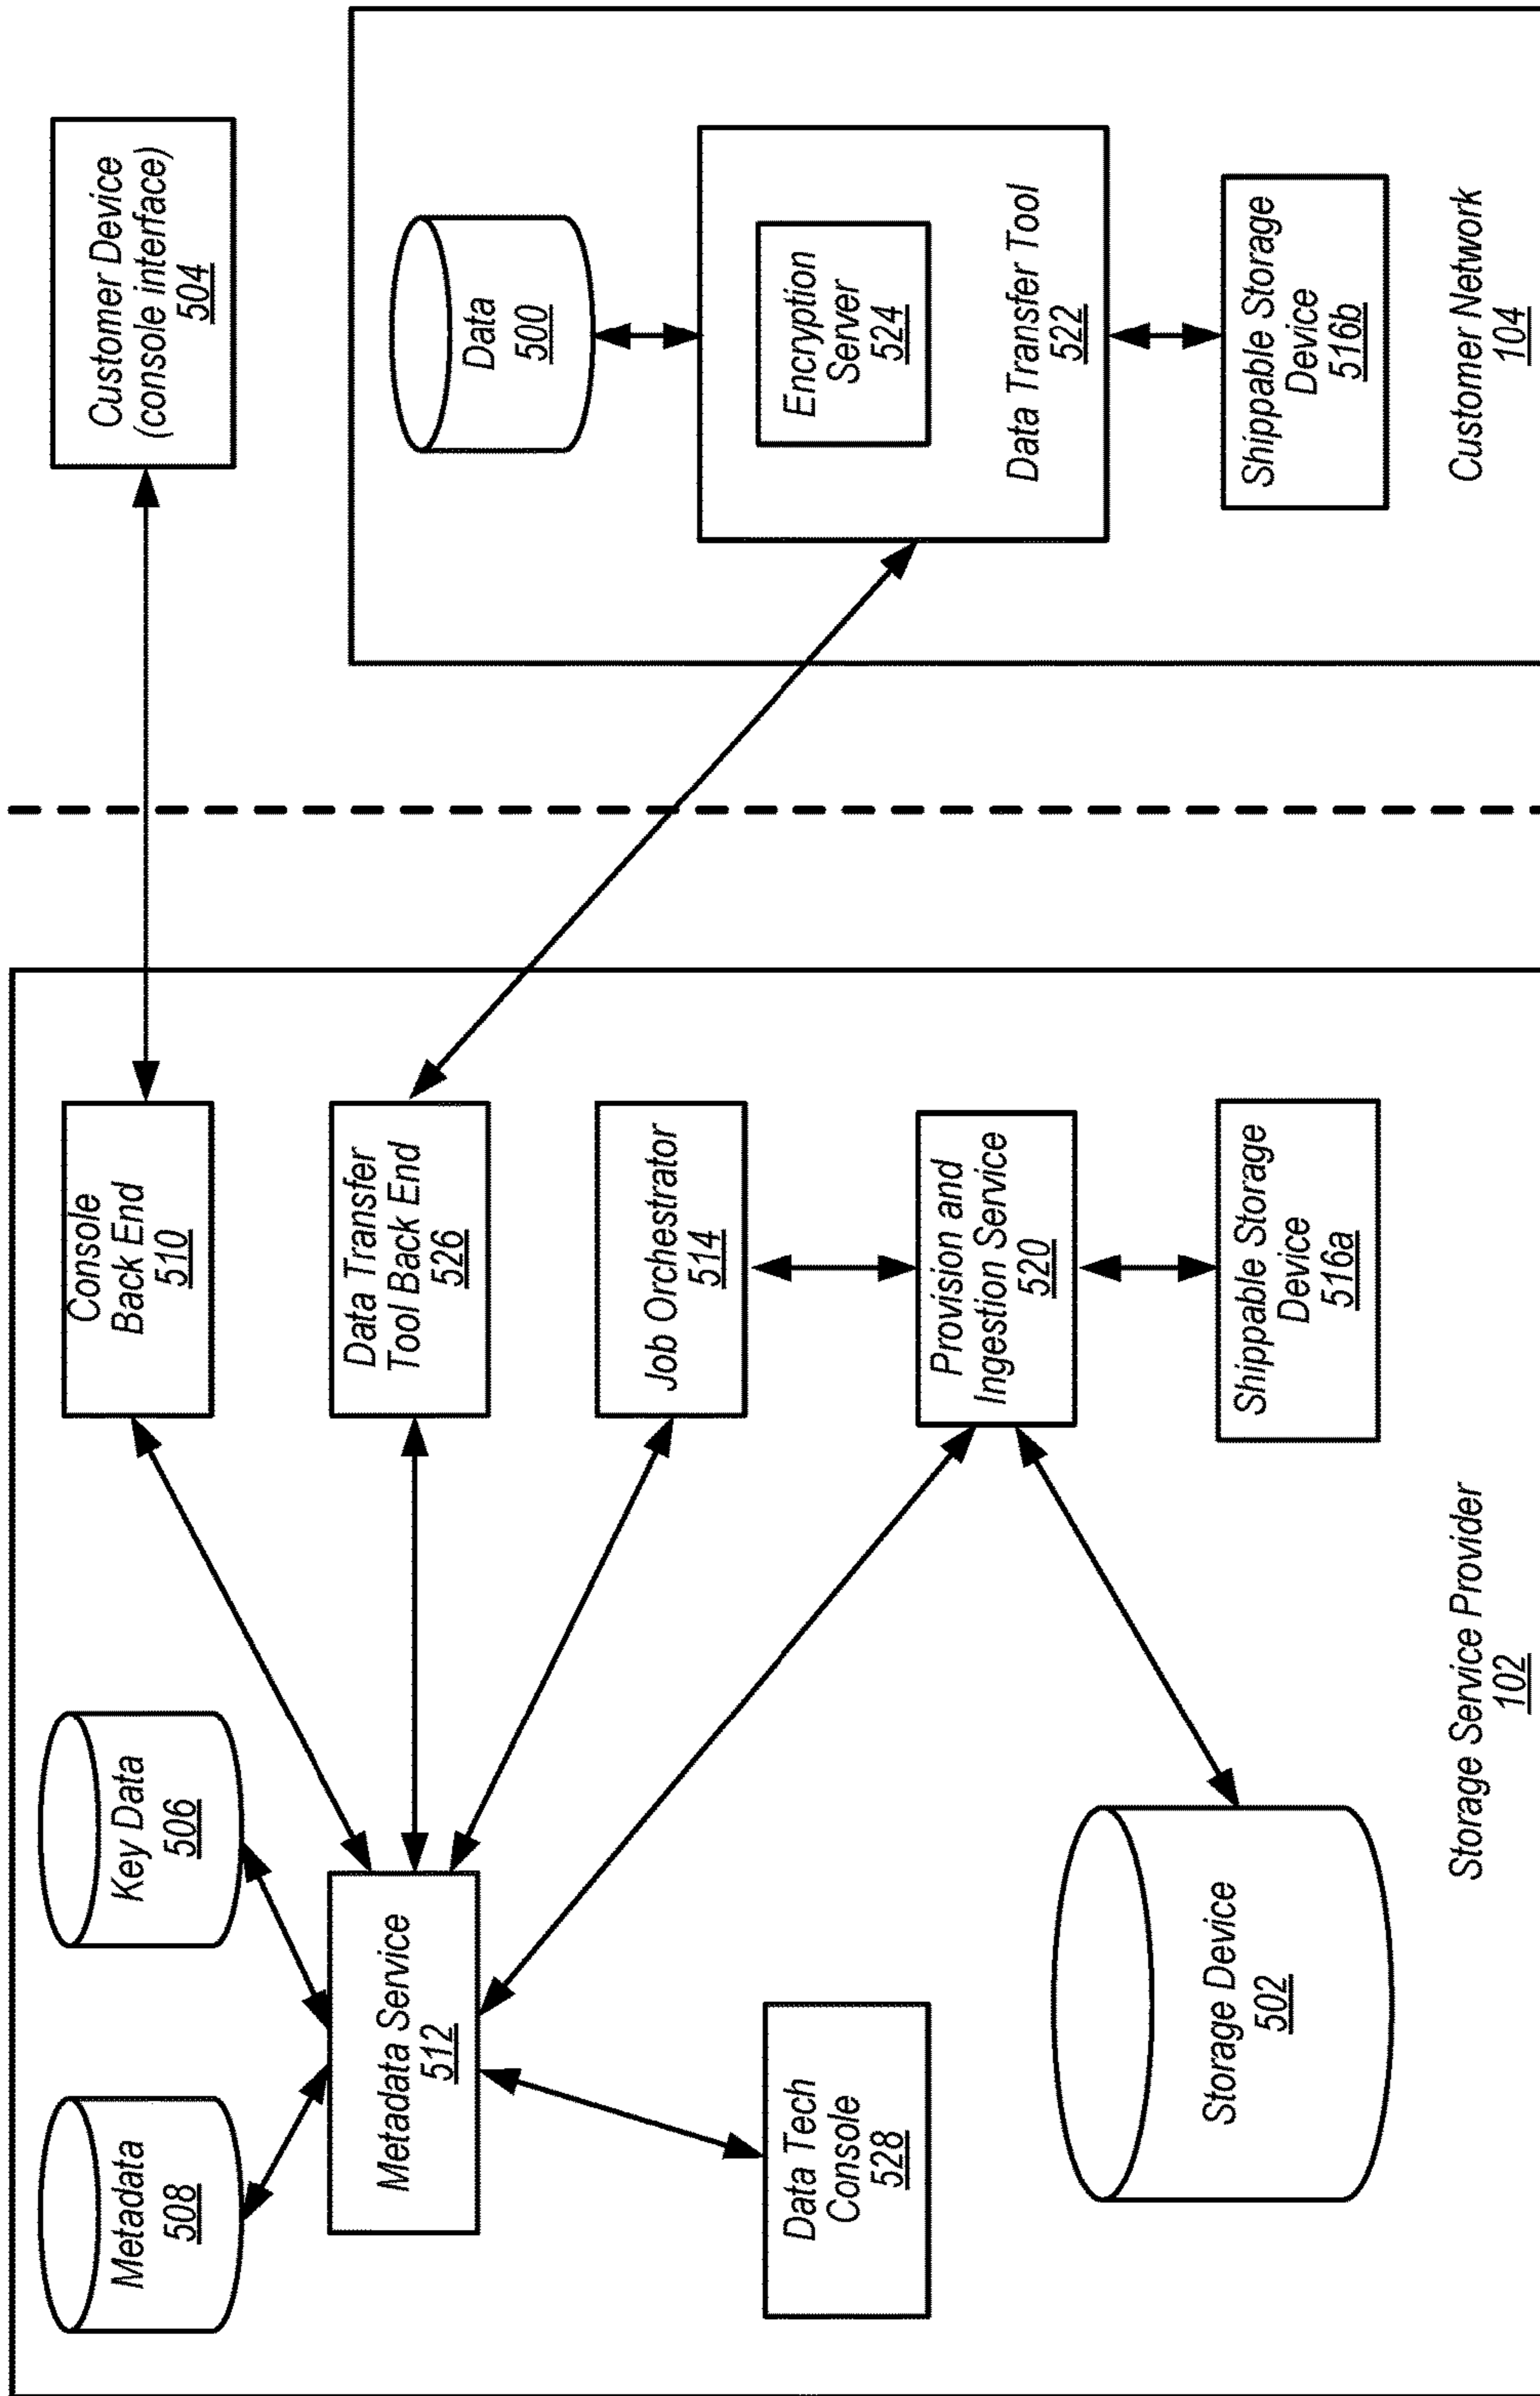 Metadata
508
Key Data
506
Console
Back End
510
Customer Device
(console interface)
504
Metadata Service
512
Data Transfer
Tool Back End
526
Data
500
Job Orchestrator
514
Encryption
Server
524
Data Transfer Tool
522
Data Tech
Console
528
Provision and
Ingestion Service
520
Storage Device
502
Shippable Storage
Device
516a
Shippable Storage
Device
516b
Storage Service Provider
102
Customer Network
104